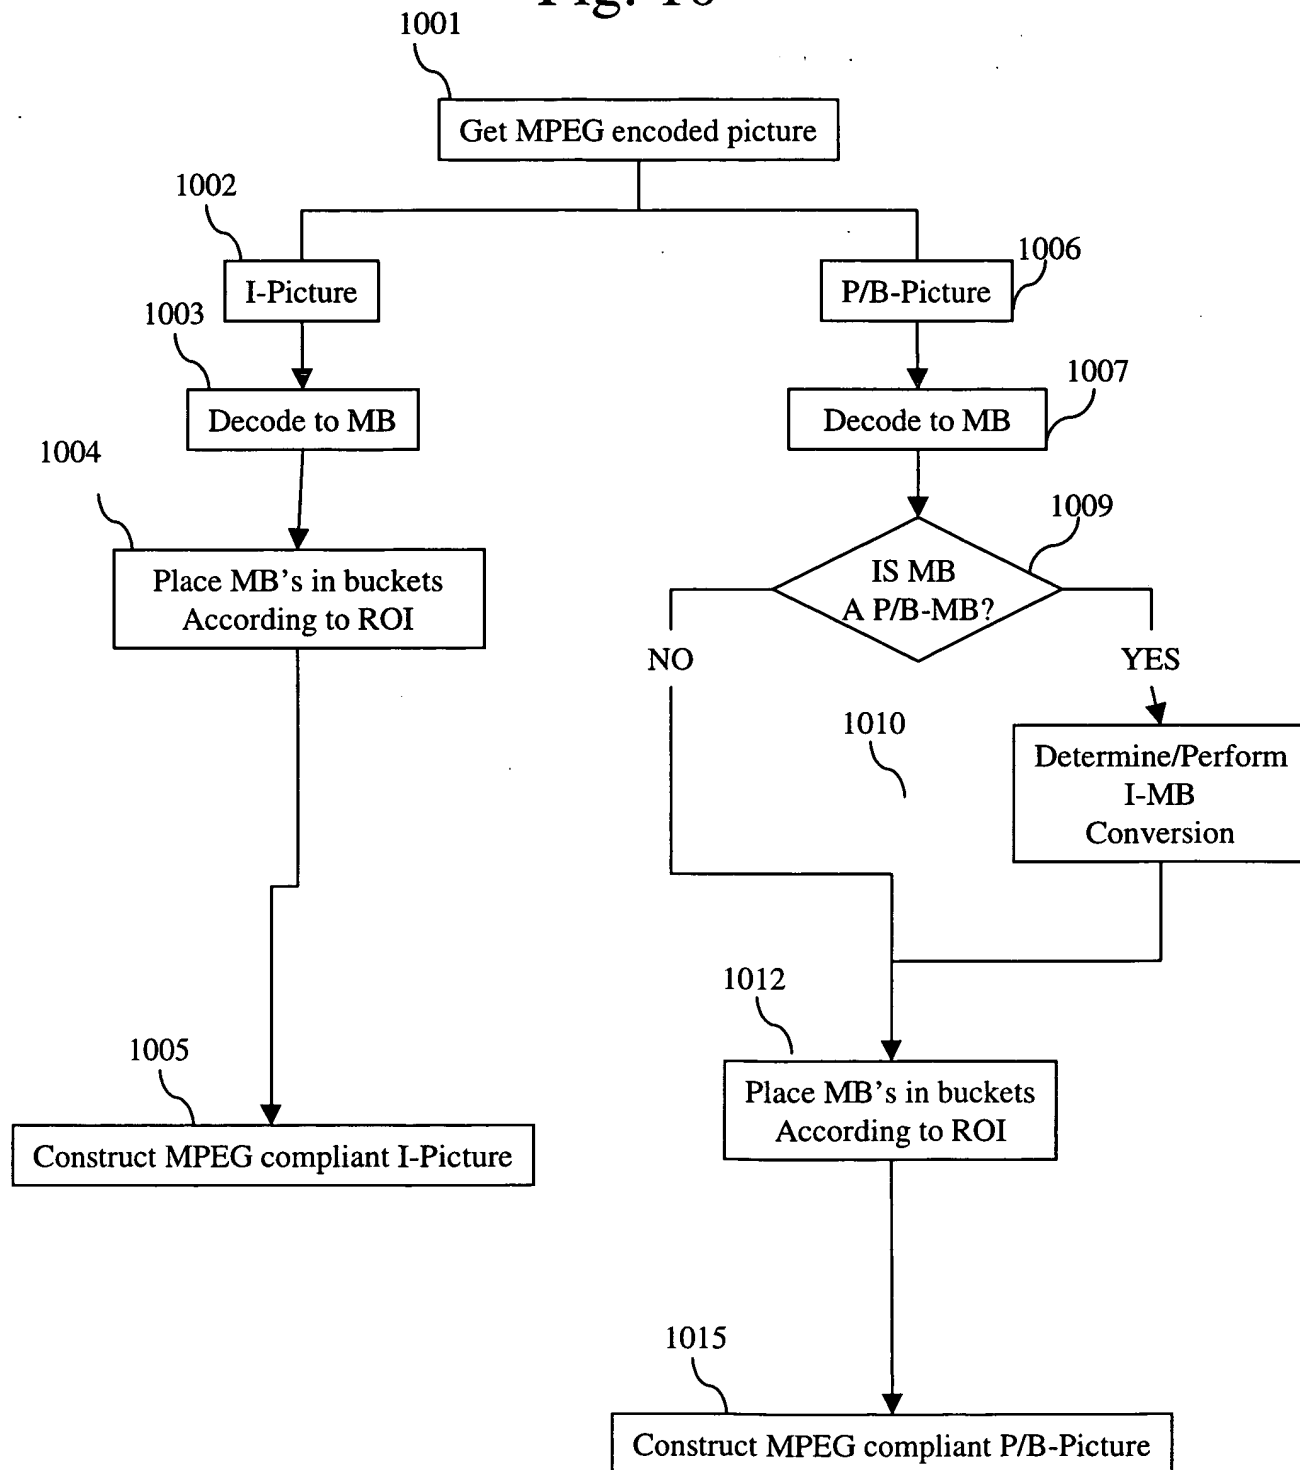 Fig. 10
1001
Get MPEG encoded picture
1002
I-Picture
1006
P/B-Picture
1003
Decode to MB
1007
Decode to MB
1004
Place MB's in buckets
According to ROI
1009
IS MB
A P/B-MB?
NO
YES
1010
Determine/Perform
I-MB
Conversion
1012
Place MB's in buckets
According to ROI
1005
Construct MPEG compliant I-Picture
1015
Construct MPEG compliant P/B-Picture